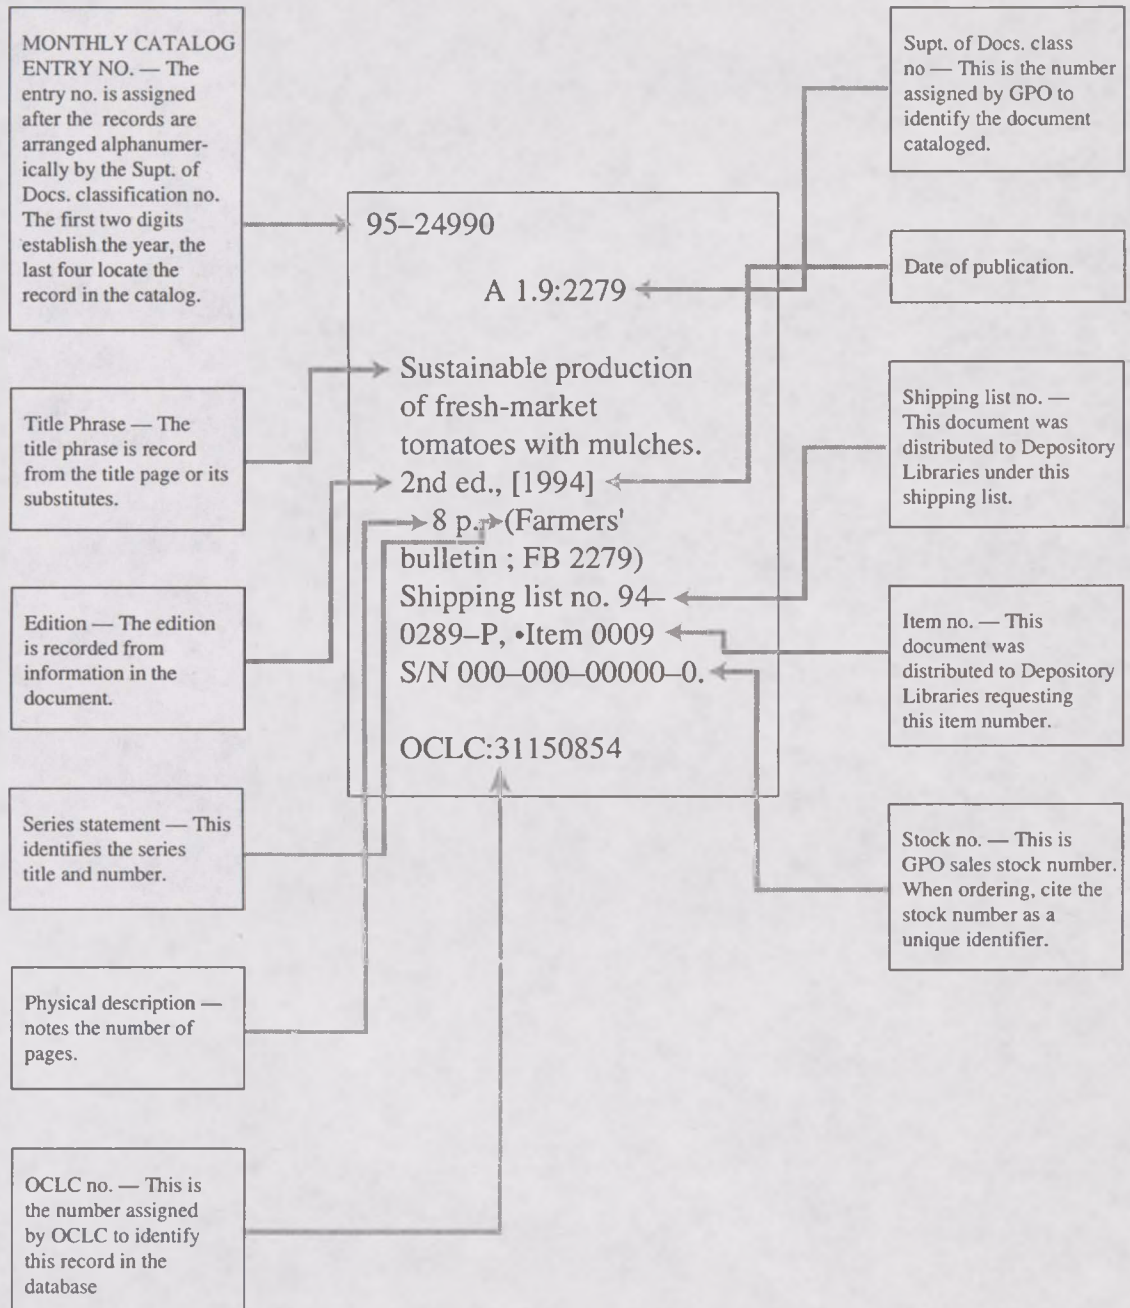 MONTHLY CATALOG
ENTRY NO. — The
entry no. is assigned
after the records are
arranged alphanumer-
ically by the Supt. of
Docs. classification no.
The first two digits
establish the year, the
last four locate the
record in the catalog.
Title Phrase — The
title phrase is record
from the title page or its
substitutes.
Edition — The edition
is recorded from
information in the
document.
Series statement — This
identifies the series
title and number.
Physical description —
notes the number of
pages.
OCLC no. — This is
the number assigned
by OCLC to identify
this record in the
database
95–24990
A 1.9:2279
Sustainable production
of fresh-market
tomatoes with mulches.
2nd ed., [1994]
8 p. (Farmers'
bulletin ; FB 2279)
Shipping list no. 94–
0289–P, •Item 0009
S/N 000–000–00000–0.
OCLC:31150854
Supt. of Docs. class
no — This is the number
assigned by GPO to
identify the document
cataloged.
Date of publication.
Shipping list no. —
This document was
distributed to Depository
Libraries under this
shipping list.
Item no. — This
document was
distributed to Depository
Libraries requesting
this item number.
Stock no. — This is
GPO sales stock number.
When ordering, cite the
stock number as a
unique identifier.